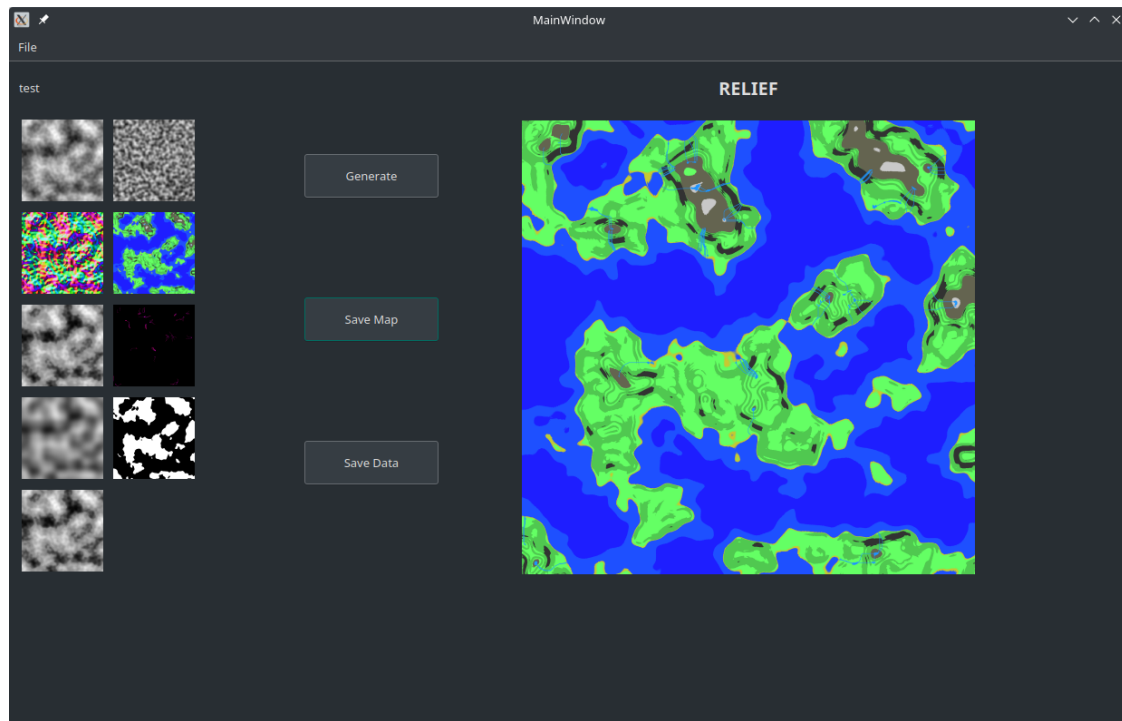 MainWindow
File
test
RELIEF
Generate
Save Map
Save Data